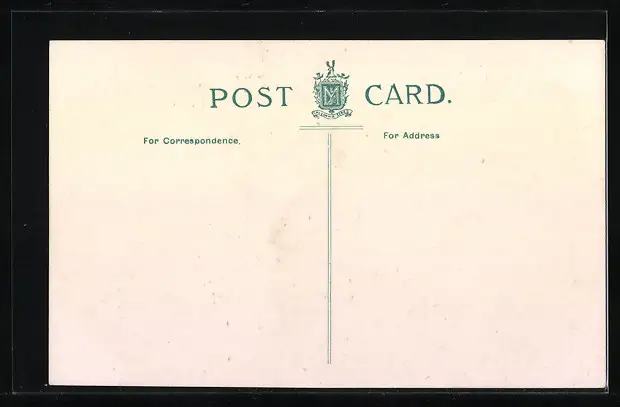 POST CARD.
For Correspondence.
For Address